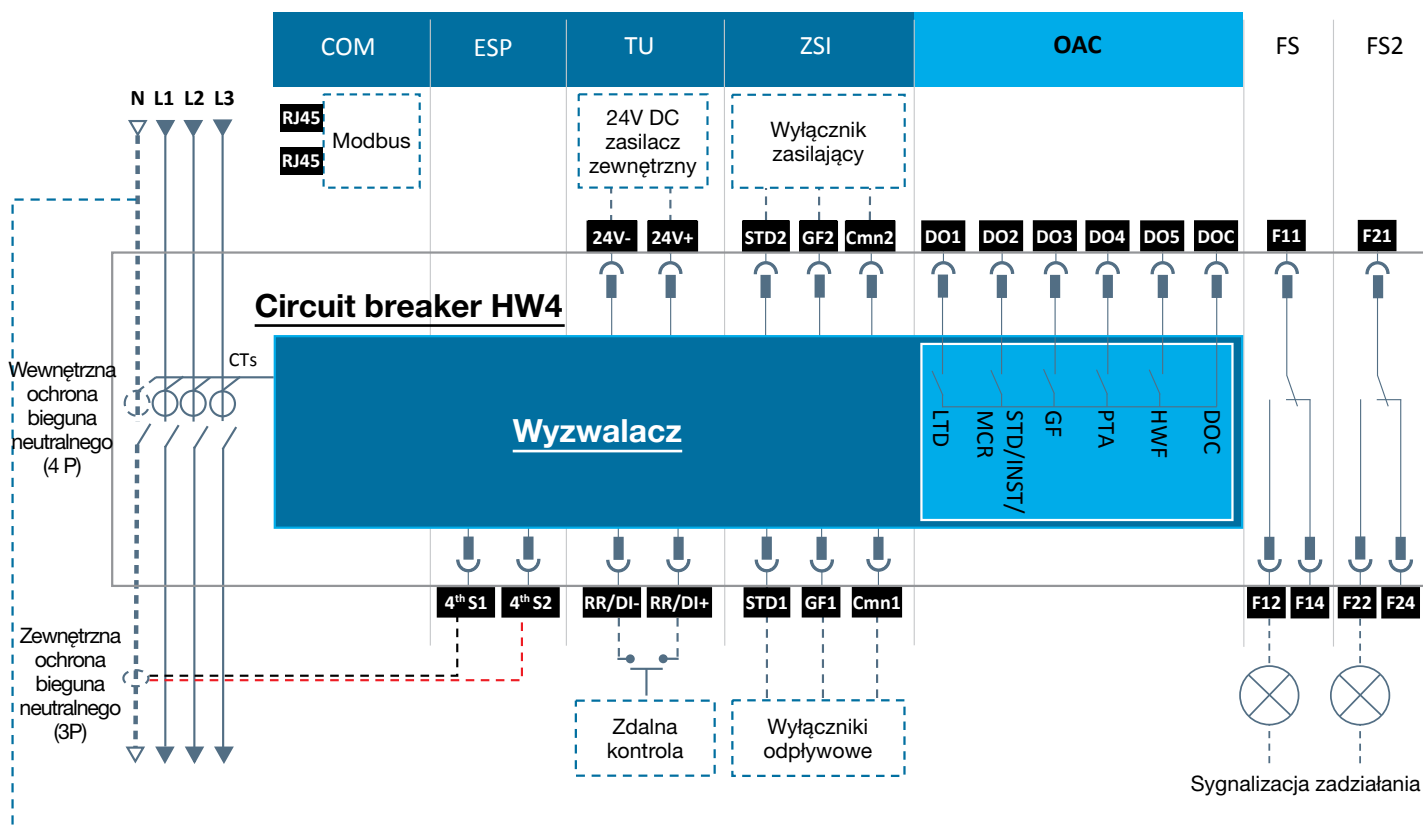 COM ESP TU ZSI OAC FS FS2
N L1 L2 L3
RJ45
RJ45
Modbus
24V DC
zasilacz
zewnętrzny
Wyłącznik
zasilający
24V- 24V+ STD2 GF2 Cmn2 DO1 DO2 DO3 DO4 DO5 DOC F11 F21
Circuit breaker HW4
CTs
Wewnętrzna
ochrona
bieguna
neutralnego
(4 P)
Wyzwalacz
LTD
STD/INST/
MCR
GF
PTA
HWF
DOC
4th S1 4th S2 RR/DI- RR/DI+ STD1 GF1 Cmn1 F12 F14 F22 F24
Zewnętrzna
ochrona
bieguna
neutralnego
(3P)
Zdalna
kontrola
Wyłączniki
odpływowe
Sygnalizacja zadziałania